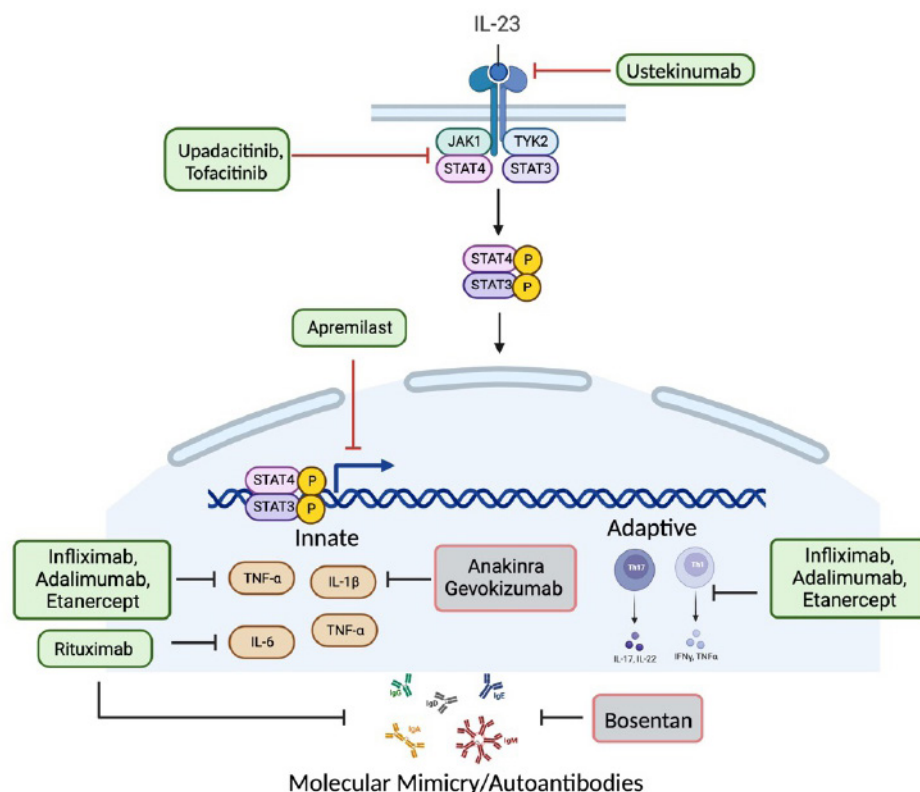 IL-23
Ustekinumab
JAK1
TYK2
STAT4
STAT3
Upadacitinib,
Tofacitinib
STAT4
P
STAT3
P
Apremilast
STAT4
P
STAT3
P
Innate
Adaptive
Infliximab,
Adalimumab,
Etanercept
TNF-α
IL-1β
Anakinra
Gevokizumab
Th17
Th1
Infliximab,
Adalimumab,
Etanercept
Rituximab
IL-6
TNF-α
IL-17, IL-22
IFNγ, TNFα
IgG
IgD
IgE
IgA
IgM
Bosentan
Molecular Mimicry/Autoantibodies